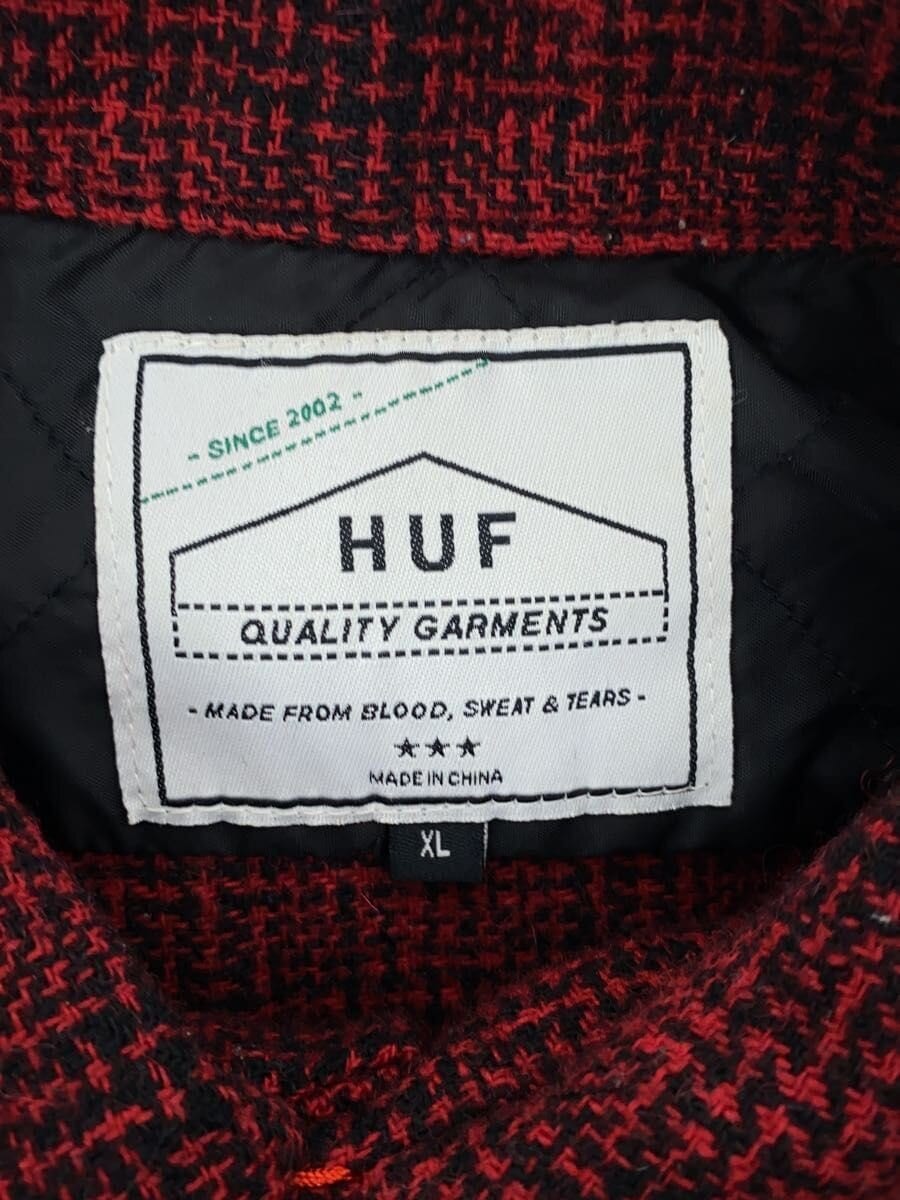 - SINCE 2002 -
HUF
QUALITY GARMENTS
- MADE FROM BLOOD, SWEAT & TEARS -
★★★
MADE IN CHINA
XL